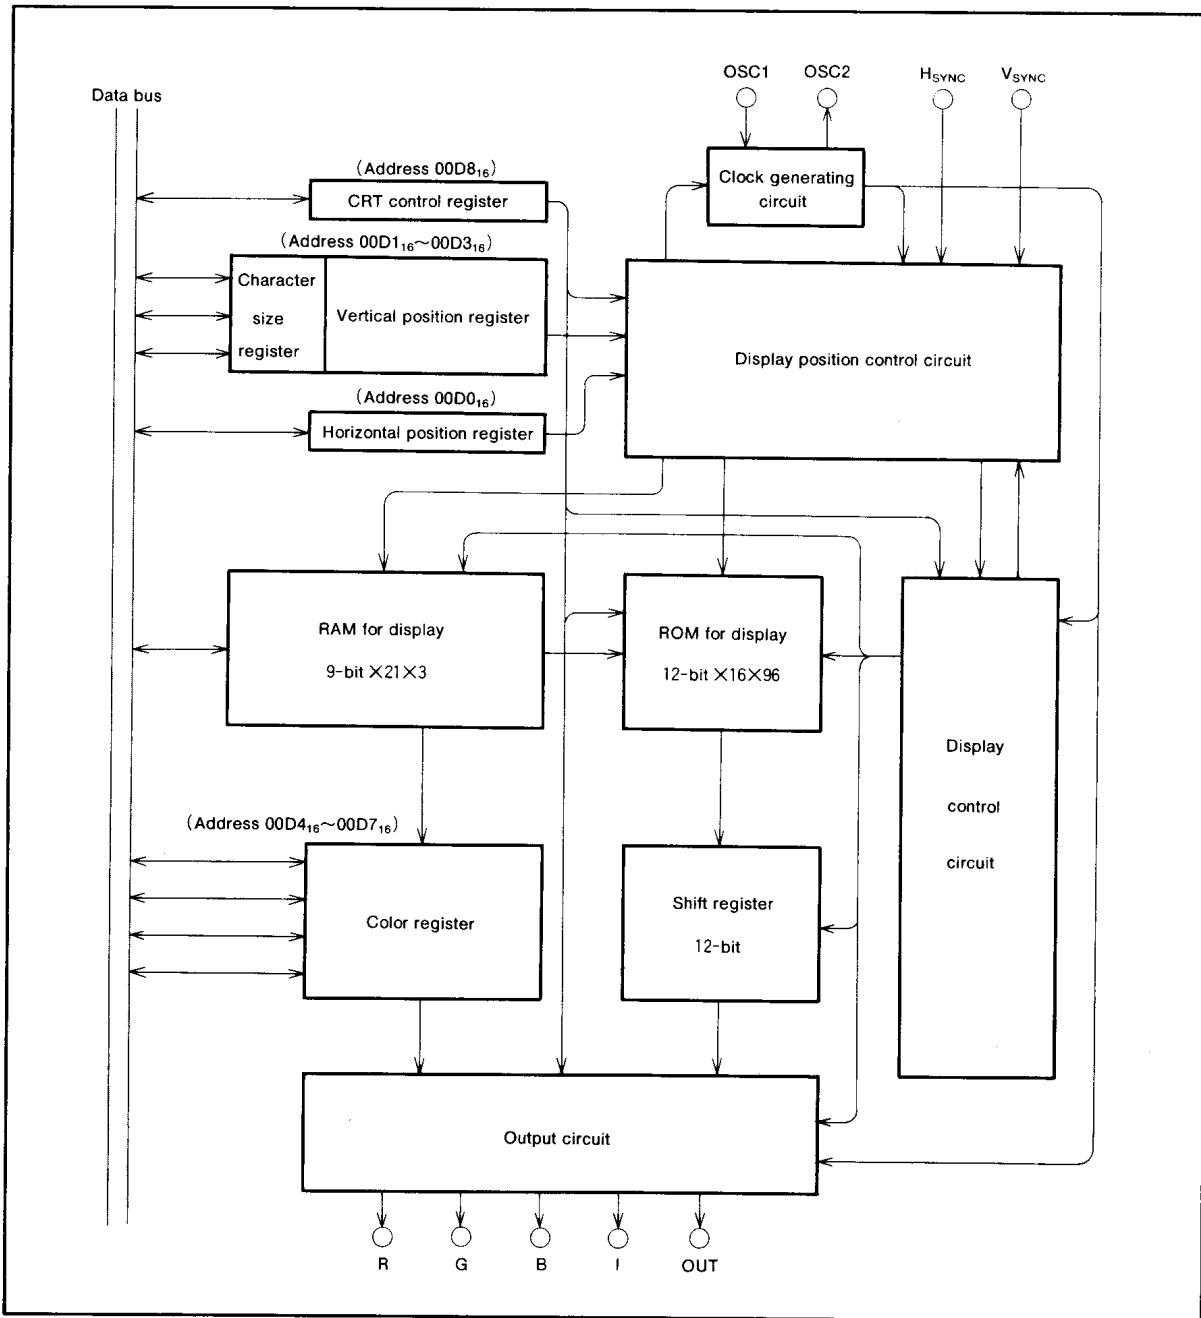 OSC1 OSC2 H_SYNC V_SYNC
Data bus
(Address 00D8₁₆)
CRT control register
Clock generating
circuit
(Address 00D1₁₆~00D3₁₆)
Character
size
register
Vertical position register
Display position control circuit
(Address 00D0₁₆)
Horizontal position register
RAM for display
9-bit ×21×3
ROM for display
12-bit ×16×96
Display
control
circuit
(Address 00D4₁₆~00D7₁₆)
Color register
Shift register
12-bit
Output circuit
R G B I OUT